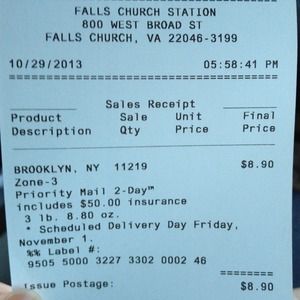 FALLS CHURCH STATION
800 WEST BROAD ST
FALLS CHURCH, VA 22046-3199
10/29/2013 05:58:41 PM
Sales Receipt
Product Sale Unit Final
Description Qty Price Price
BROOKLYN, NY 11219 $8.90
Zone-3
Priority Mail 2-Day™
includes $50.00 insurance
3 lb. 8.80 oz.
* Scheduled Delivery Day Friday,
November 1.
%% Label #:
9505 5000 3227 3302 0002 46
========
Issue Postage: $8.90